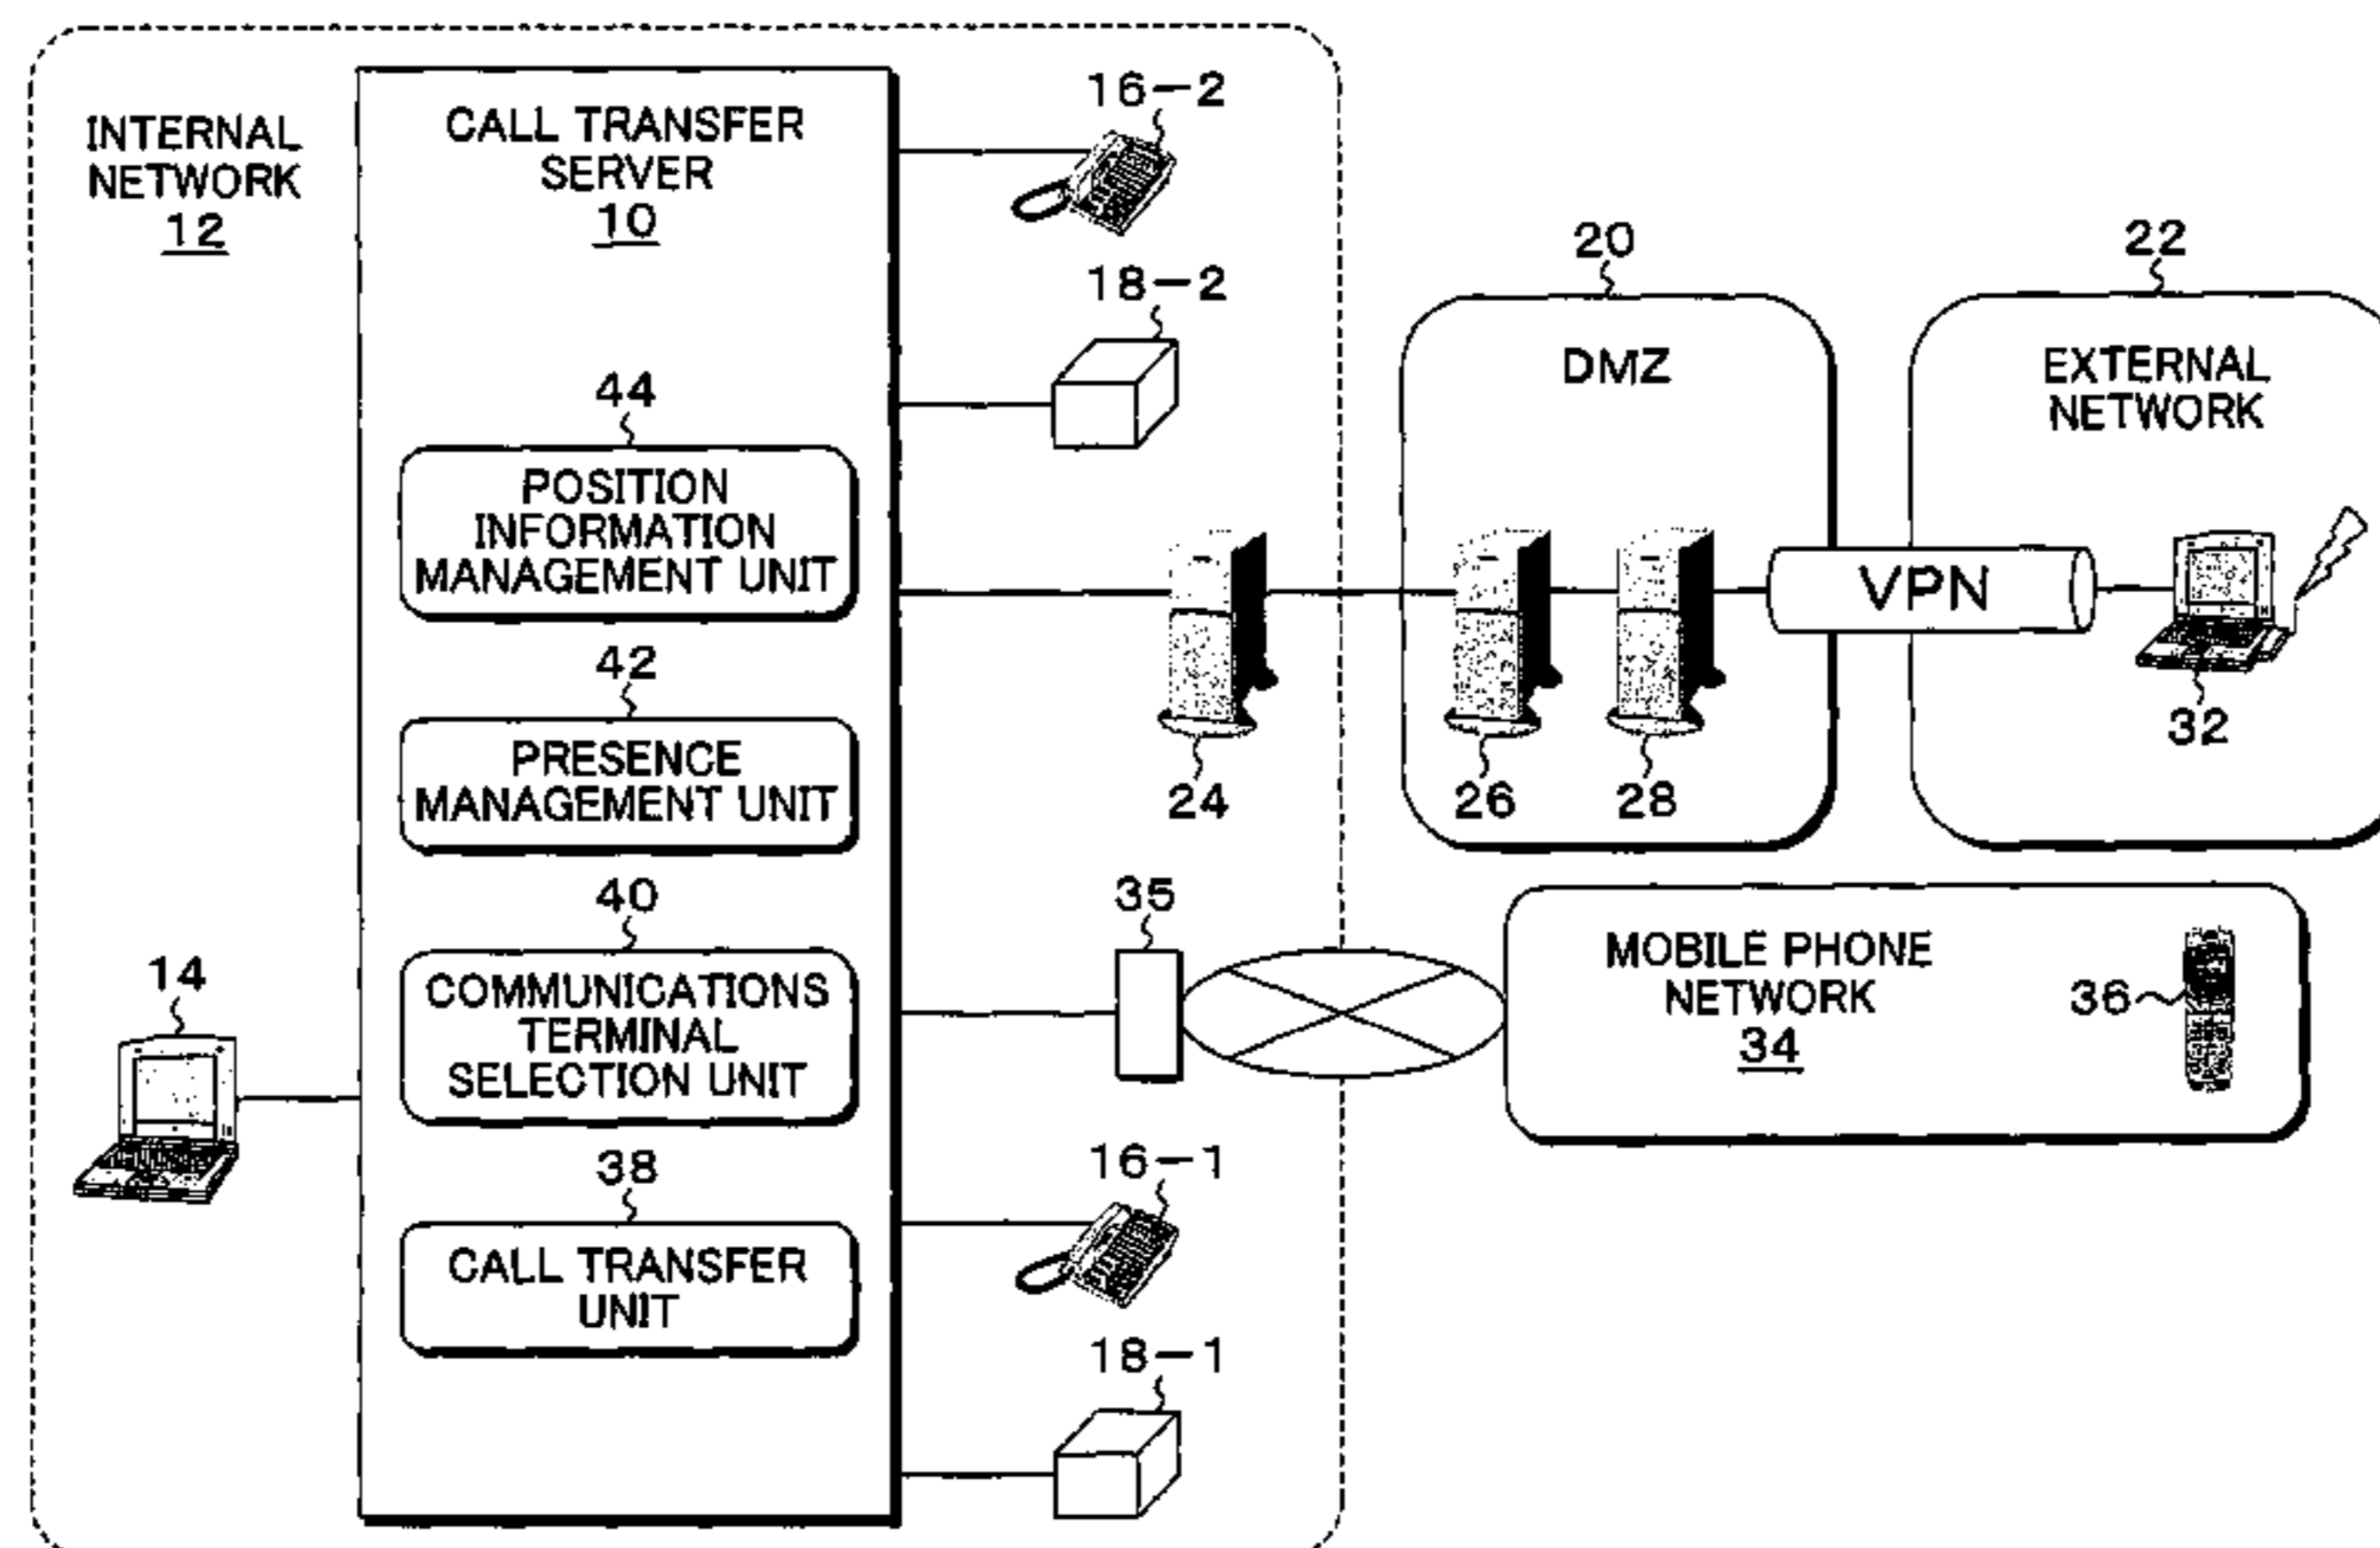 INTERNAL
NETWORK
12
CALL TRANSFER
SERVER
10
44
POSITION
INFORMATION
MANAGEMENT UNIT
42
PRESENCE
MANAGEMENT UNIT
40
COMMUNICATIONS
TERMINAL
SELECTION UNIT
38
CALL TRANSFER
UNIT
14
16-2
18-2
24
35
16-1
18-1
20
DMZ
26
28
VPN
22
EXTERNAL
NETWORK
32
MOBILE PHONE
NETWORK
34
36